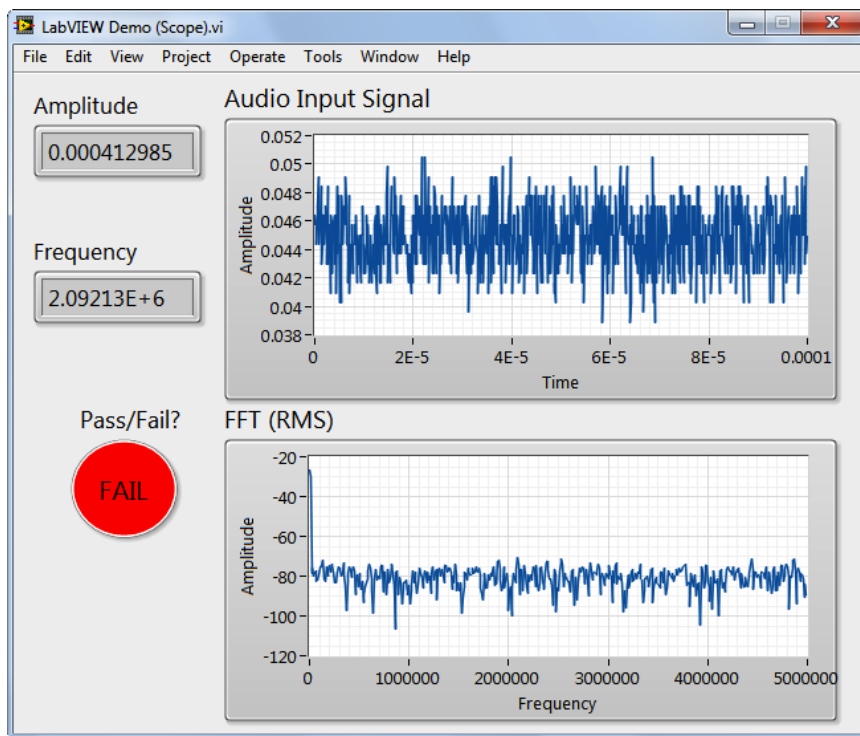 LabVIEW Demo (Scope).vi
File Edit View Project Operate Tools Window Help
Amplitude
0.000412985
Frequency
2.09213E+6
Pass/Fail?
FAIL
Audio Input Signal
Amplitude
0.052
0.05
0.048
0.046
0.044
0.042
0.04
0.038
0 2E-5 4E-5 6E-5 8E-5 0.0001
Time
FFT (RMS)
Amplitude
-20
-40
-60
-80
-100
-120
0 1000000 2000000 3000000 4000000 5000000
Frequency